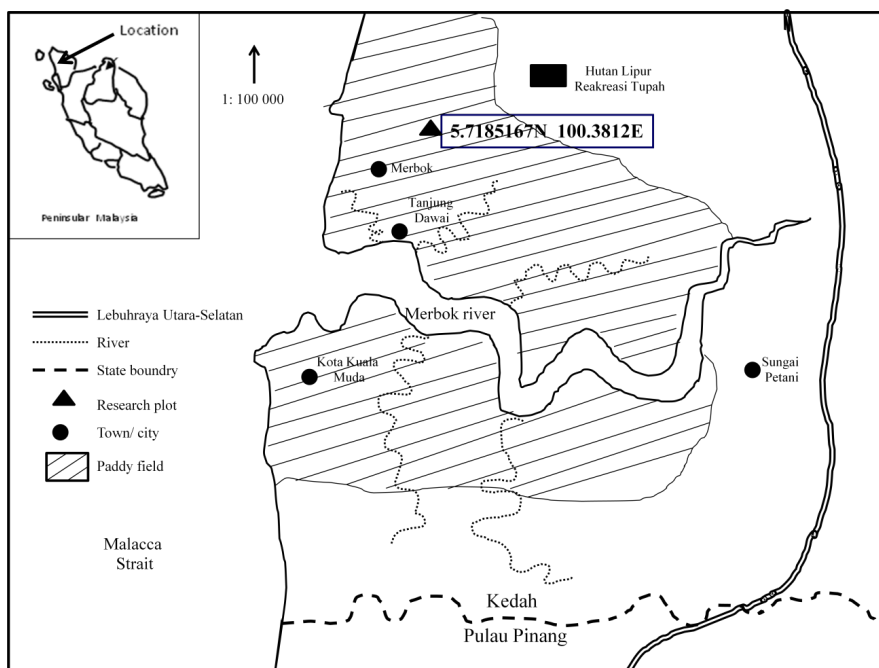 Location
Peninsular Malaysia
1: 100 000
Hutan Lipur
Reakreasi Tupah
5.7185167N 100.3812E
Merbok
Tanjung
Dawai
Merbok river
Kota Kuala
Muda
Sungai
Petani
Lebuhraya Utara-Selatan
River
State boundry
Research plot
Town/ city
Paddy field
Malacca
Strait
Kedah
Pulau Pinang